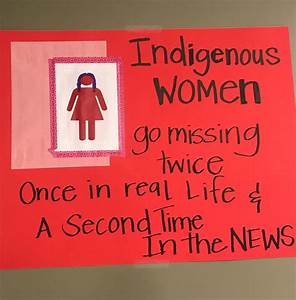 Indigenous
WOMEN
go missing
twice
Once in real Life &
A Second Time
In the NEWS